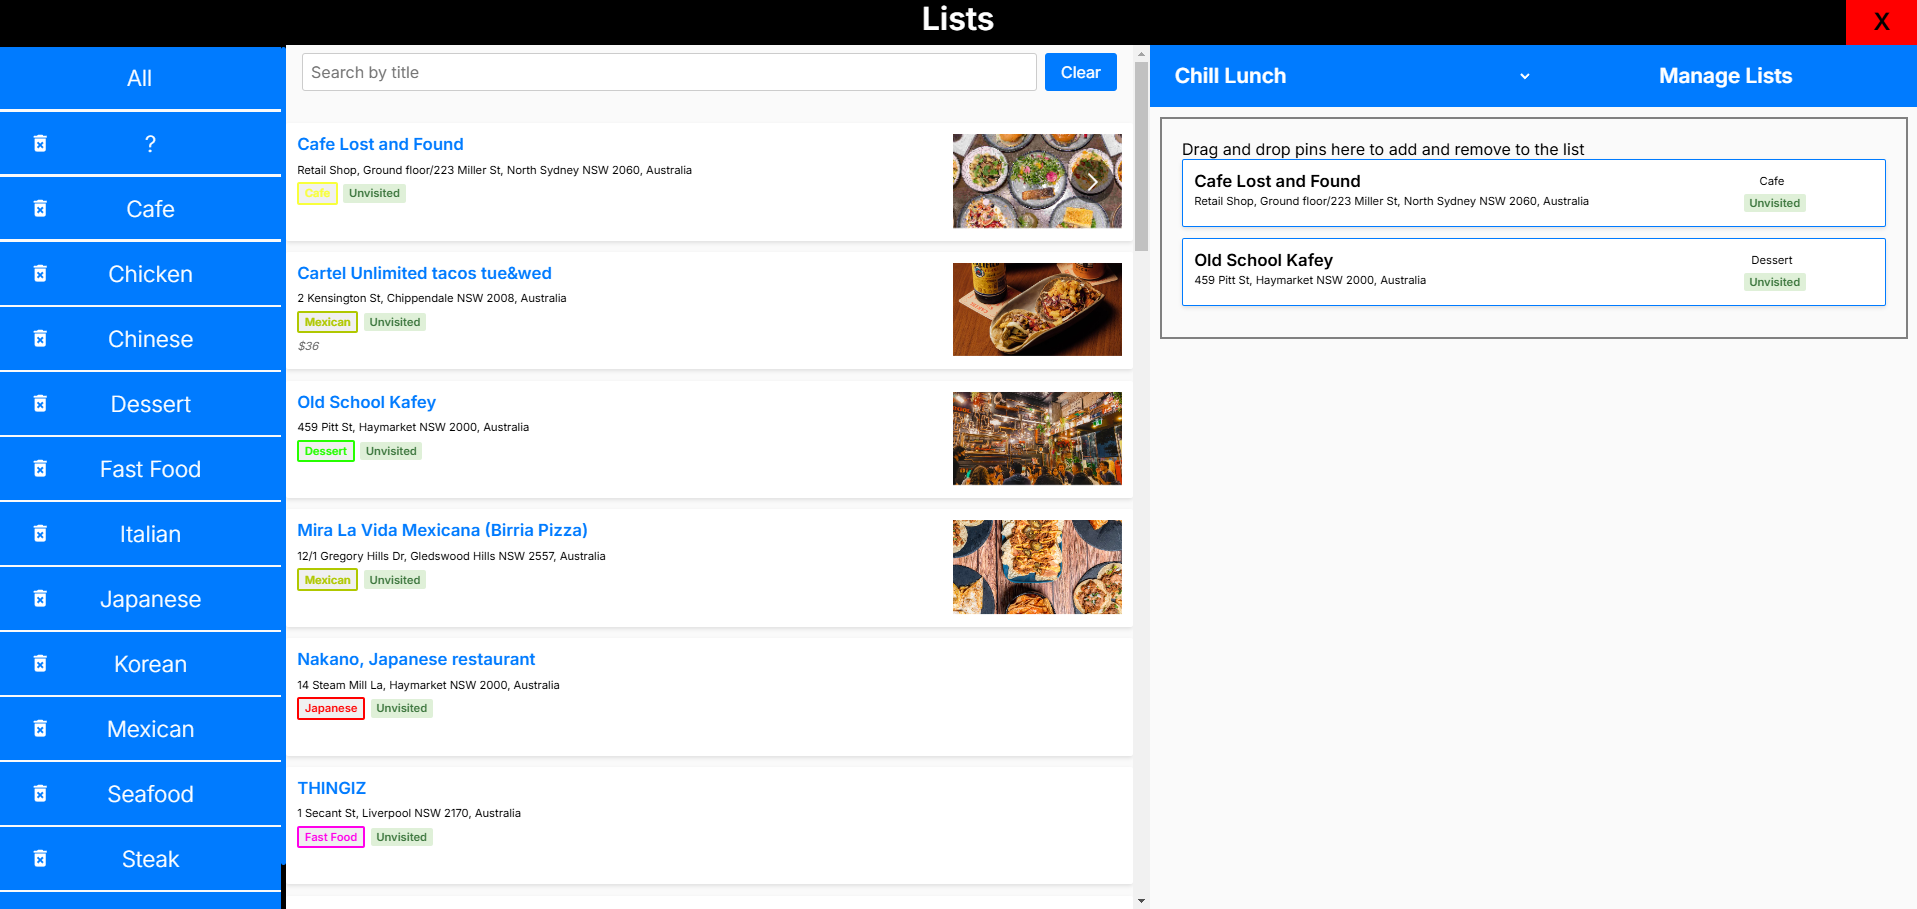 Lists
X
All
?
Cafe
Chicken
Chinese
Dessert
Fast Food
Italian
Japanese
Korean
Mexican
Seafood
Steak
Search by title
Clear
Cafe Lost and Found
Retail Shop, Ground floor/223 Miller St, North Sydney NSW 2060, Australia
Cafe Unvisited
Cartel Unlimited tacos tue&wed
2 Kensington St, Chippendale NSW 2008, Australia
Mexican Unvisited
$36
Old School Kafey
459 Pitt St, Haymarket NSW 2000, Australia
Dessert Unvisited
Mira La Vida Mexicana (Birria Pizza)
12/1 Gregory Hills Dr, Gledswood Hills NSW 2557, Australia
Mexican Unvisited
Nakano, Japanese restaurant
14 Steam Mill La, Haymarket NSW 2000, Australia
Japanese Unvisited
THINGIZ
1 Secant St, Liverpool NSW 2170, Australia
Fast Food Unvisited
Chill Lunch
Manage Lists
Drag and drop pins here to add and remove to the list
Cafe Lost and Found
Retail Shop, Ground floor/223 Miller St, North Sydney NSW 2060, Australia
Cafe
Unvisited
Old School Kafey
459 Pitt St, Haymarket NSW 2000, Australia
Dessert
Unvisited